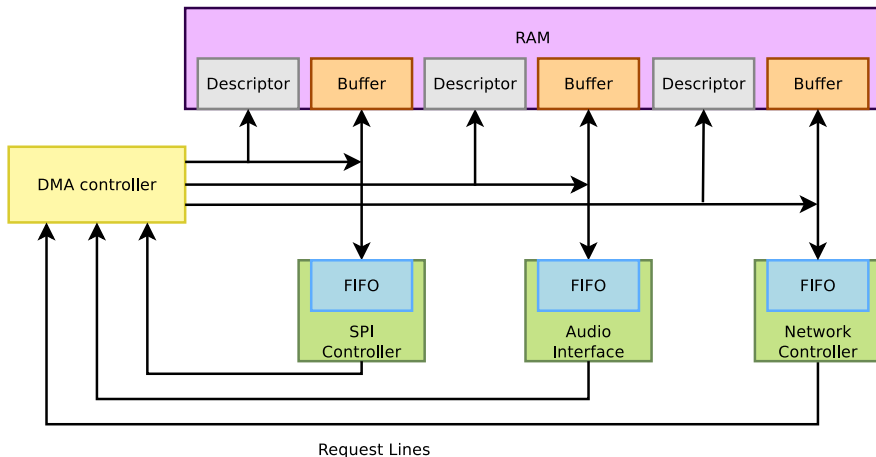 RAM
Descriptor
Buffer
Descriptor
Buffer
Descriptor
Buffer
DMA controller
FIFO
SPI
Controller
FIFO
Audio
Interface
FIFO
Network
Controller
Request Lines